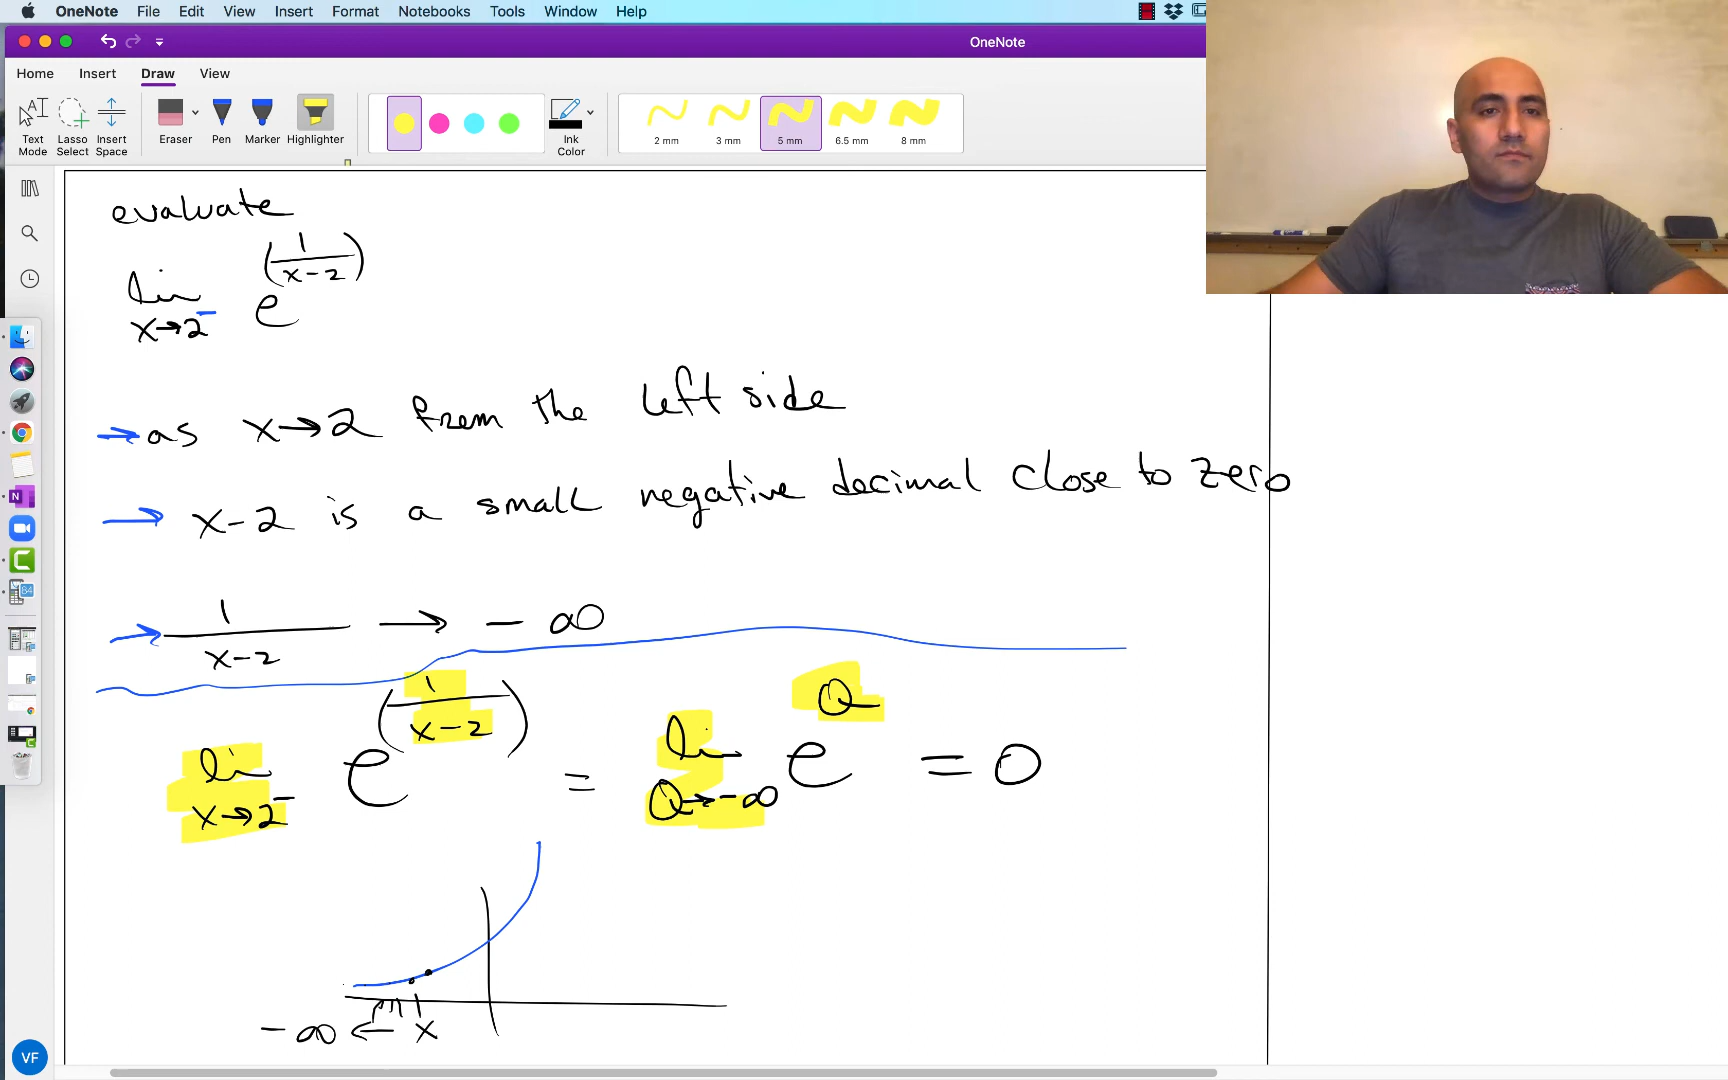 OneNote File Edit View Insert Format Notebooks Tools Window Help
OneNote
Home Insert Draw View
Text Mode Lasso Select Insert Space Eraser Pen Marker Highlighter Ink Color 2 mm 3 mm 5 mm 6.5 mm 8 mm
evaluate
lim x→2⁻ e^(1/(x-2))
→ as x→2 from the left side
→ x-2 is a small negative decimal close to zero
→ 1/(x-2) → -∞
lim x→2⁻ e^(1/(x-2)) = lim Q→-∞ e^Q = 0
-∞ ← x
VF